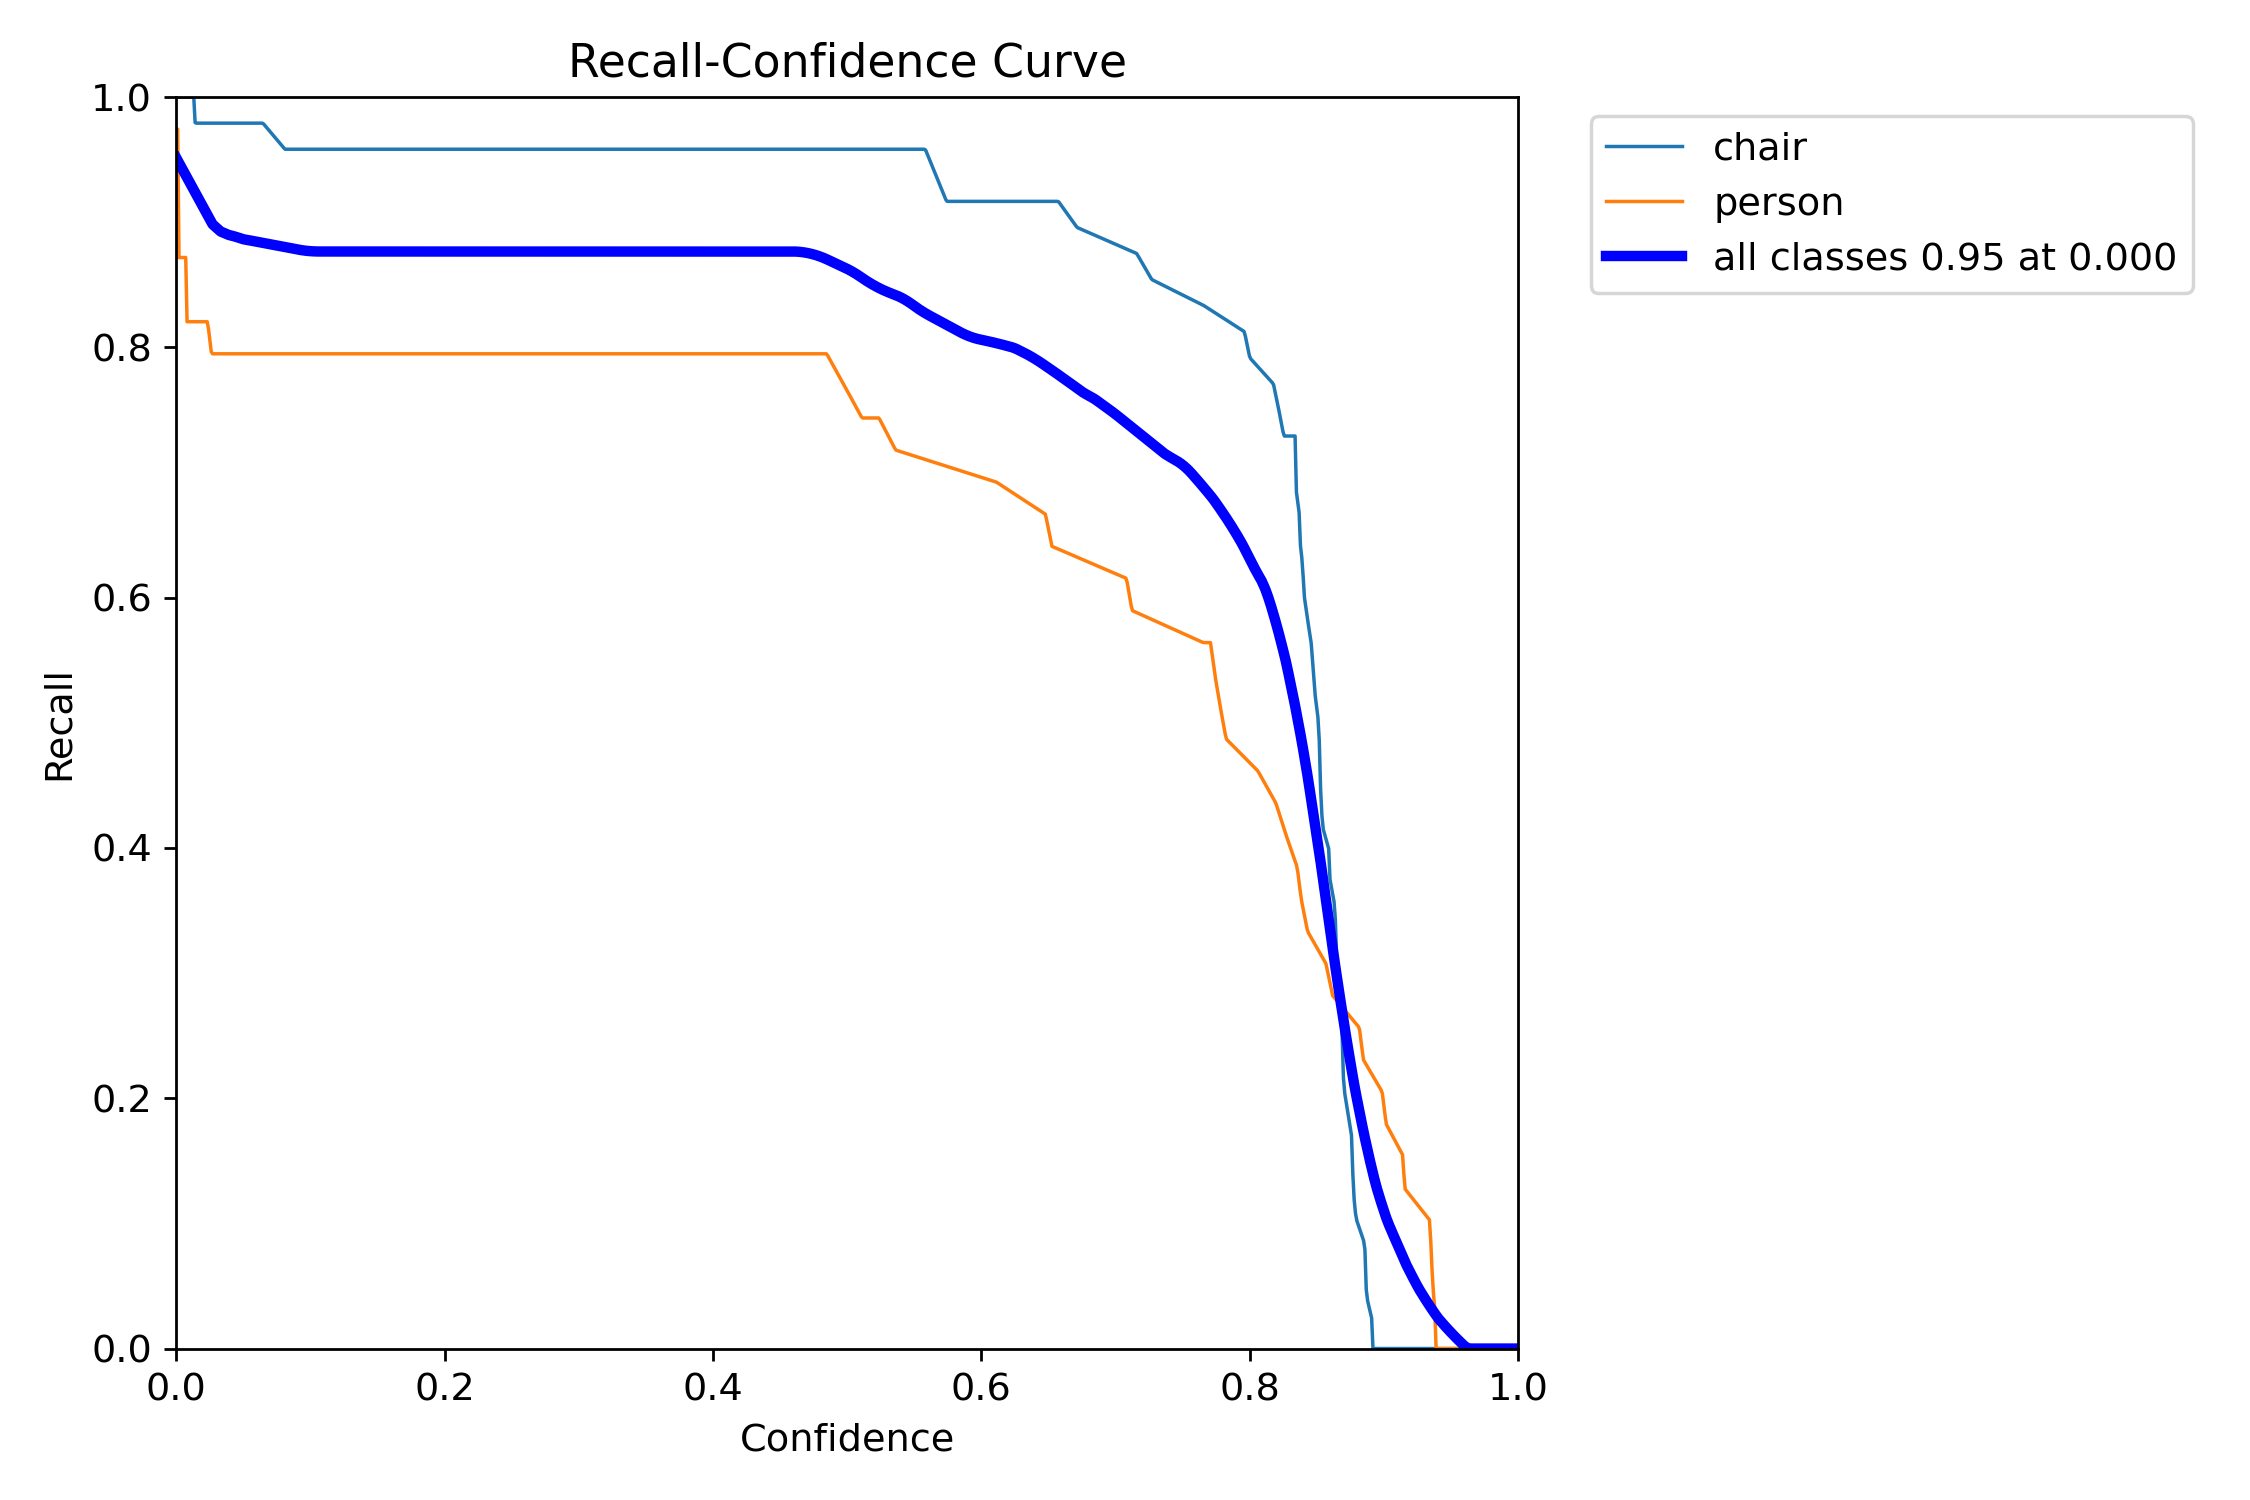 Recall-Confidence Curve
1.0
0.8
0.6
0.4
0.2
0.0
Recall
0.0 0.2 0.4 0.6 0.8 1.0
Confidence
chair
person
all classes 0.95 at 0.000